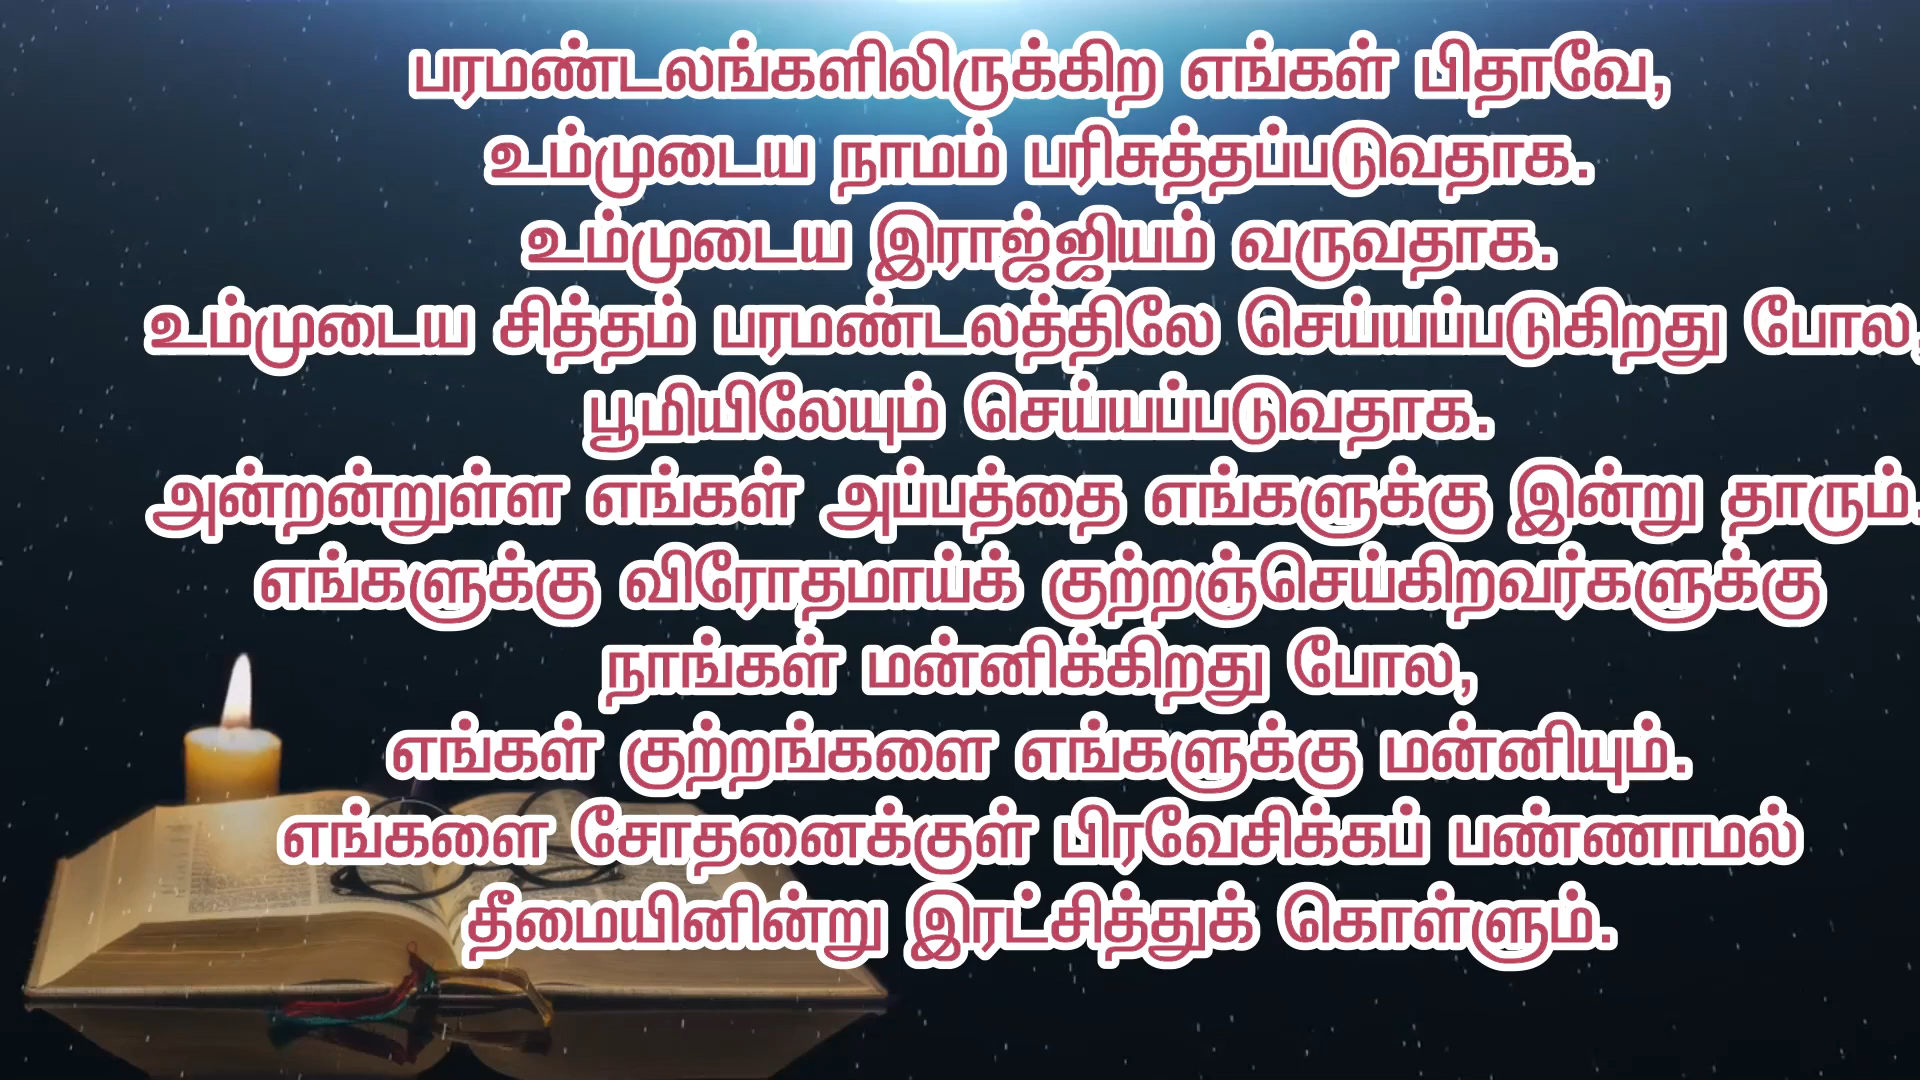 பரமண்டலங்களிலிருக்கிற எங்கள் பிதாவே,
உம்முடைய நாமம் பரிசுத்தப்படுவதாக.
உம்முடைய இராஜ்ஜியம் வருவதாக.
உம்முடைய சித்தம் பரமண்டலத்திலே செய்யப்படுகிறது போல,
பூமியிலேயும் செய்யப்படுவதாக.
அன்றன்றுள்ள எங்கள் அப்பத்தை எங்களுக்கு இன்று தாரும்.
எங்களுக்கு விரோதமாய்க் குற்றஞ்செய்கிறவர்களுக்கு
நாங்கள் மன்னிக்கிறது போல,
எங்கள் குற்றங்களை எங்களுக்கு மன்னியும்.
எங்களை சோதனைக்குள் பிரவேசிக்கப் பண்ணாமல்
தீமையினின்று இரட்சித்துக் கொள்ளும்.